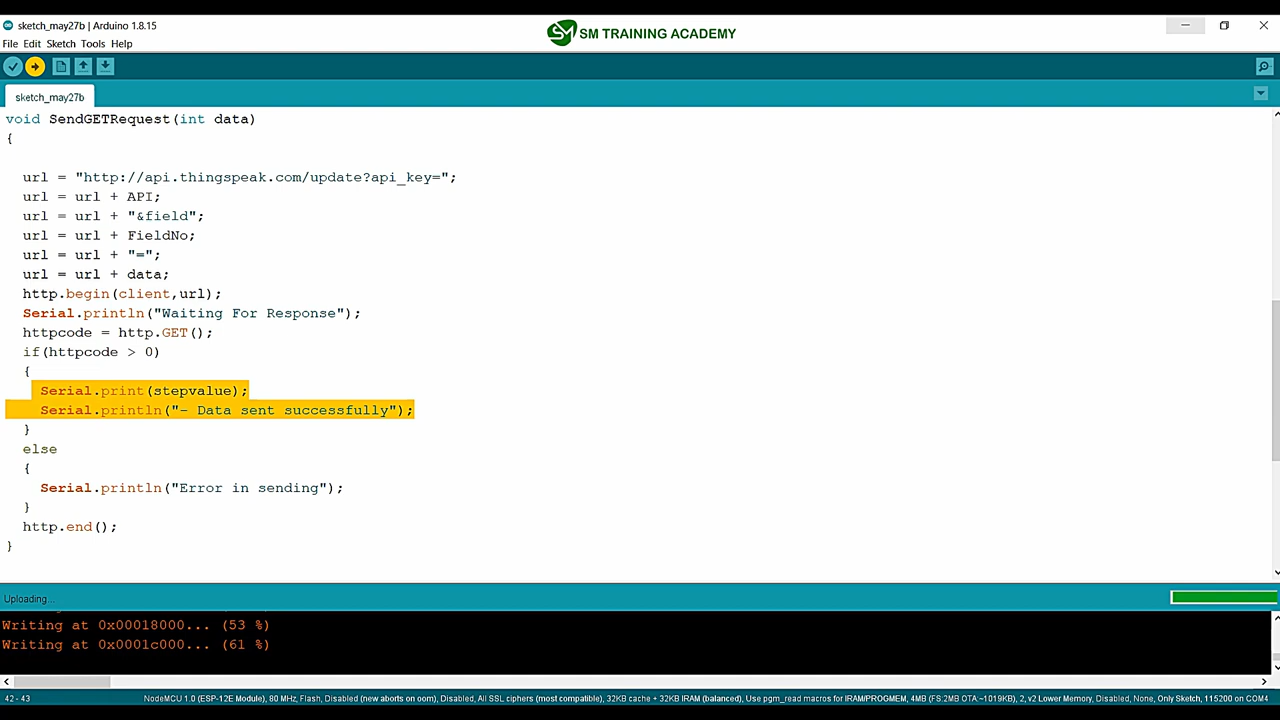 sketch_may27b | Arduino 1.8.15
SM TRAINING ACADEMY
File Edit Sketch Tools Help
sketch_may27b
void SendGETRequest(int data)
{
url = "http://api.thingspeak.com/update?api_key=";
url = url + API;
url = url + "&field";
url = url + FieldNo;
url = url + "=";
url = url + data;
http.begin(client,url);
Serial.println("Waiting For Response");
httpcode = http.GET();
if(httpcode > 0)
{
Serial.print(stepvalue);
Serial.println("- Data sent successfully");
}
else
{
Serial.println("Error in sending");
}
http.end();
}
Uploading...
Writing at 0x00018000... (53 %)
Writing at 0x0001c000... (61 %)
42 - 43
NodeMCU 1.0 (ESP-12E Module), 80 MHz, Flash, Disabled (new aborts on oom), Disabled, All SSL ciphers (most compatible), 32KB cache + 32KB IRAM (balanced), Use pgm_read macros for IRAM/PROGMEM, 4MB (FS:2MB OTA:~1019KB), 2, v2 Lower Memory, Disabled, None, Only Sketch, 115200 on COM4